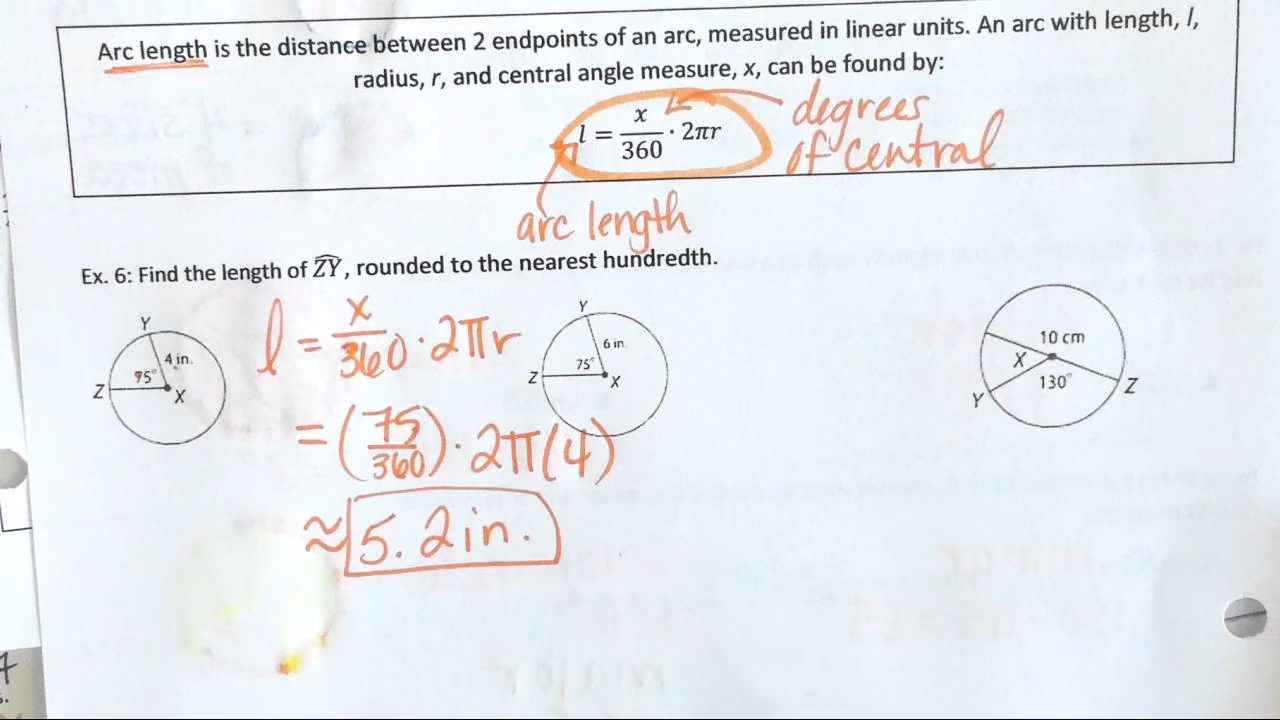 Arc length is the distance between 2 endpoints of an arc, measured in linear units. An arc with length, l,
radius, r, and central angle measure, x, can be found by:
l = x/360 · 2πr
degrees
of central
arc length
Ex. 6: Find the length of ZY, rounded to the nearest hundredth.
Y
4 in.
75°
Z
X
l = x/360 · 2πr
= (75/360) · 2π(4)
≈ 5.2 in.
Y
6 in.
75°
Z
X
10 cm
X
130°
Y
Z